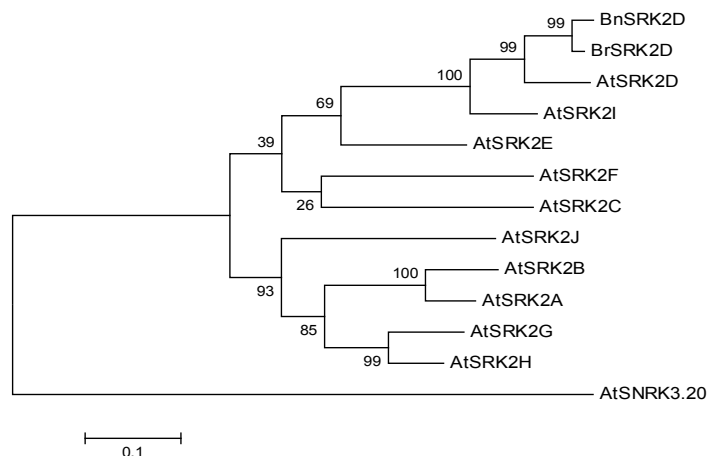 BnSRK2D
99
BrSRK2D
99
AtSRK2D
100
AtSRK2I
69
AtSRK2E
39
AtSRK2F
26
AtSRK2C
AtSRK2J
93
AtSRK2B
100
AtSRK2A
85
AtSRK2G
99
AtSRK2H
AtSNRK3.20
0.1